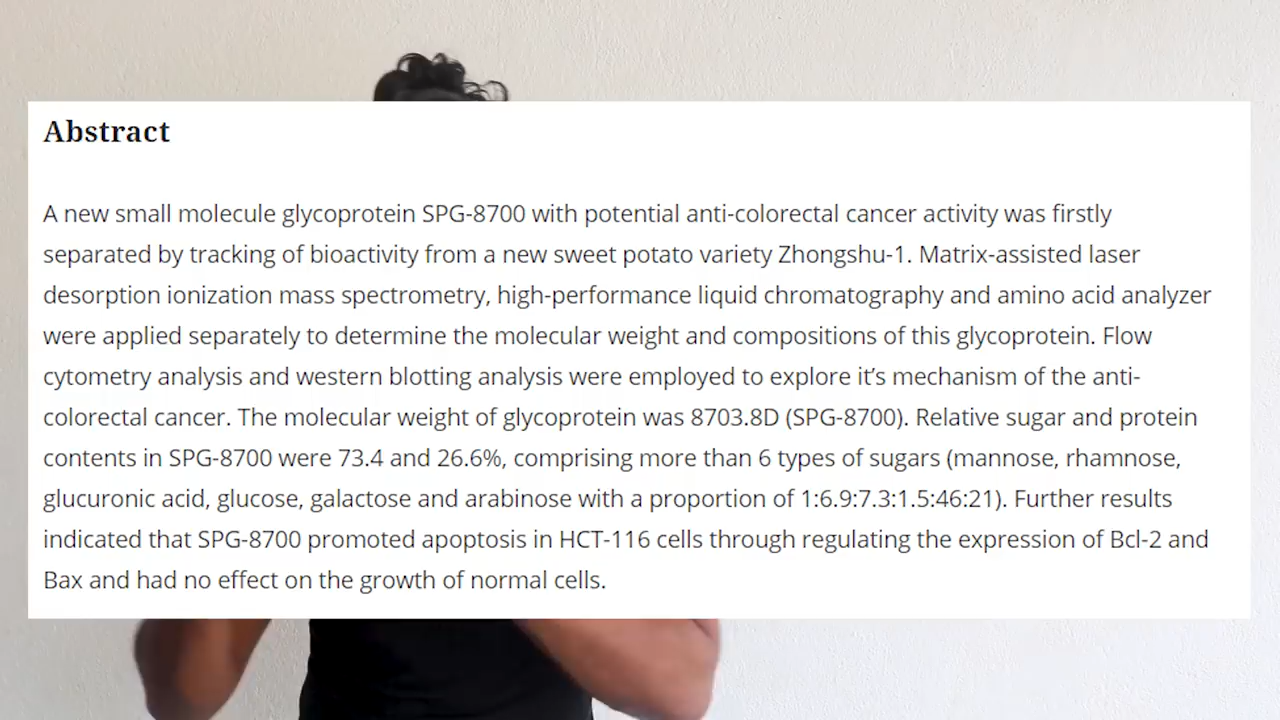 Abstract
A new small molecule glycoprotein SPG-8700 with potential anti-colorectal cancer activity was firstly
separated by tracking of bioactivity from a new sweet potato variety Zhongshu-1. Matrix-assisted laser
desorption ionization mass spectrometry, high-performance liquid chromatography and amino acid analyzer
were applied separately to determine the molecular weight and compositions of this glycoprotein. Flow
cytometry analysis and western blotting analysis were employed to explore it’s mechanism of the anti-
colorectal cancer. The molecular weight of glycoprotein was 8703.8D (SPG-8700). Relative sugar and protein
contents in SPG-8700 were 73.4 and 26.6%, comprising more than 6 types of sugars (mannose, rhamnose,
glucuronic acid, glucose, galactose and arabinose with a proportion of 1:6.9:7.3:1.5:46:21). Further results
indicated that SPG-8700 promoted apoptosis in HCT-116 cells through regulating the expression of Bcl-2 and
Bax and had no effect on the growth of normal cells.